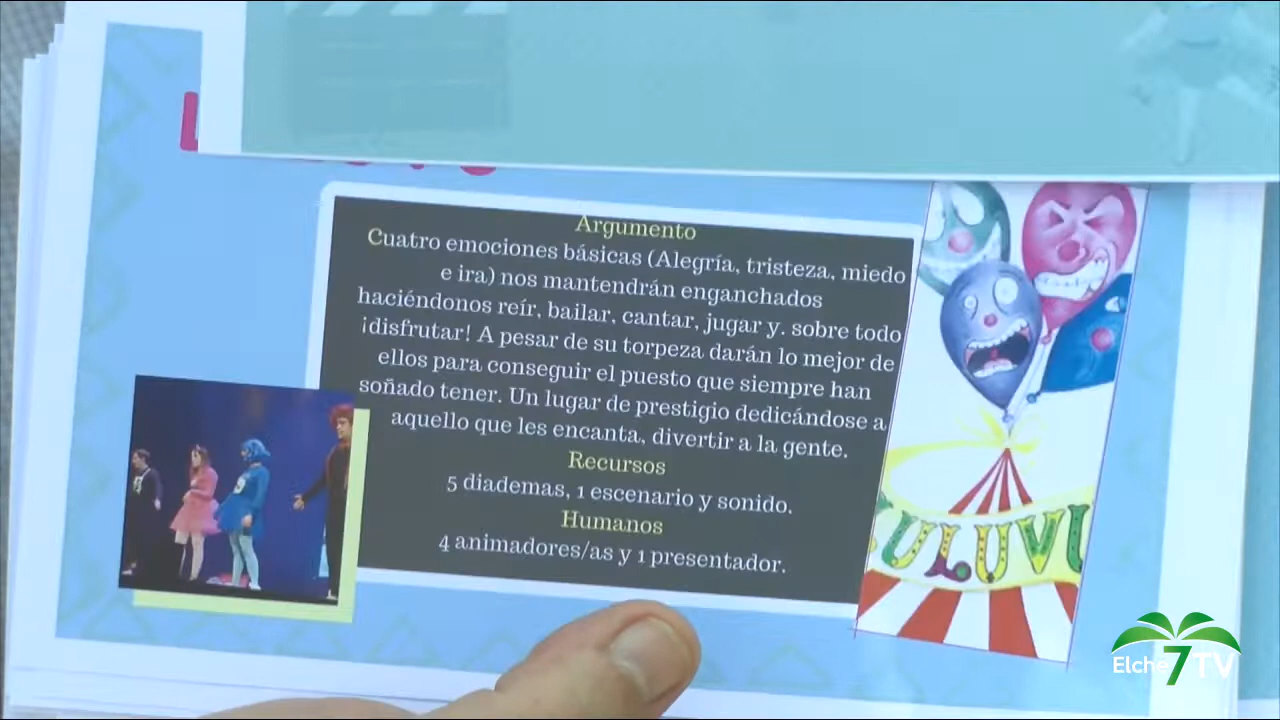 Argumento
Cuatro emociones básicas (Alegría, tristeza, miedo
e ira) nos mantendrán enganchados
haciéndonos reír, bailar, cantar, jugar y. sobre todo
¡disfrutar! A pesar de su torpeza darán lo mejor de
ellos para conseguir el puesto que siempre han
soñado tener. Un lugar de prestigio dedicándose a
aquello que les encanta, divertir a la gente.
Recursos
5 diademas, 1 escenario y sonido.
Humanos
4 animadores/as y 1 presentador.
ULUVU
Elche 7 TV